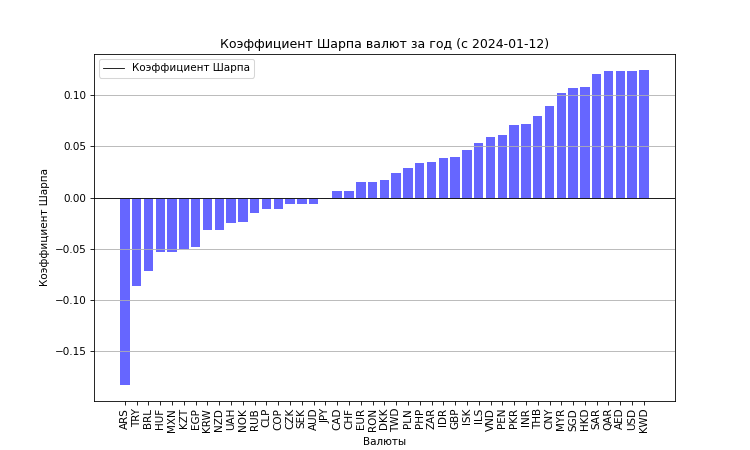 Коэффициент Шарпа валют за год (с 2024-01-12)
Коэффициент Шарпа
0.10
0.05
0.00
−0.05
−0.10
−0.15
Коэффициент Шарпа
ARS TRY BRL HUF MXN KZT EGP KRW NZD UAH NOK RUB CLP COP CZK SEK AUD JPY CAD CHF EUR RON DKK TWD PLN PHP ZAR IDR GBP ISK ILS VND PEN PKR INR THB CNY MYR SGD HKD SAR QAR AED USD KWD
Валюты